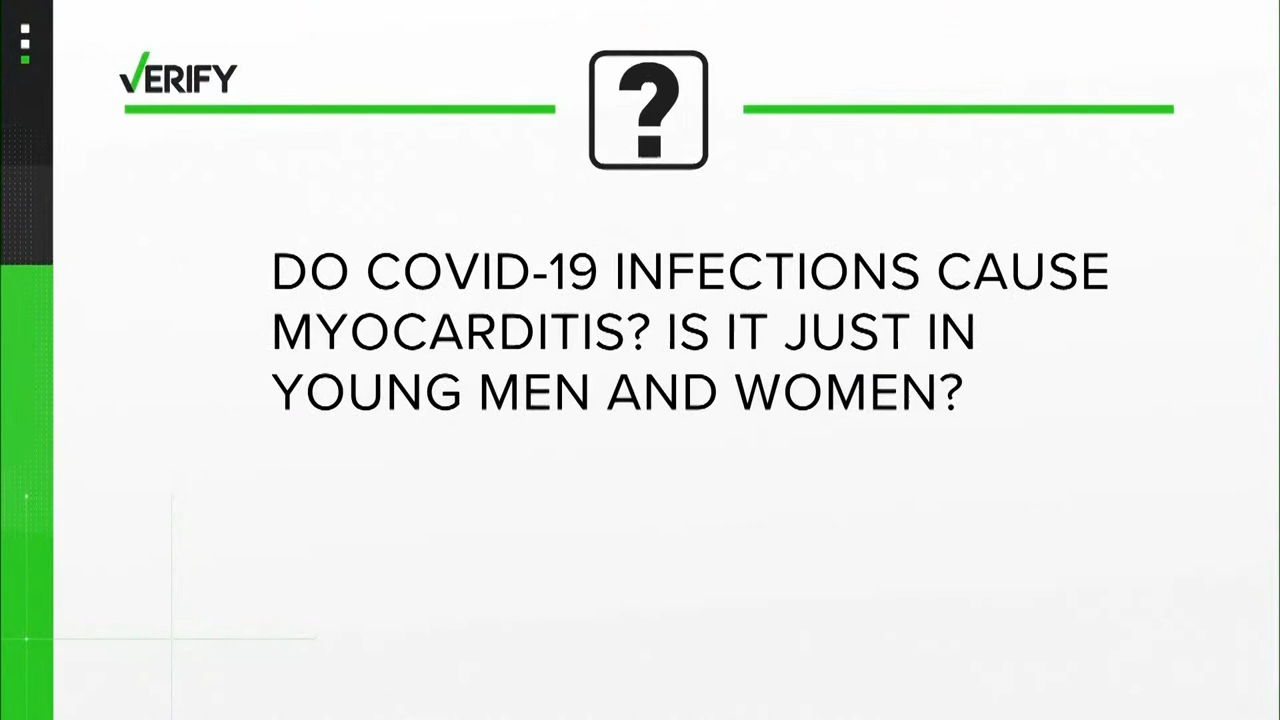 VERIFY
?
DO COVID-19 INFECTIONS CAUSE
MYOCARDITIS? IS IT JUST IN
YOUNG MEN AND WOMEN?